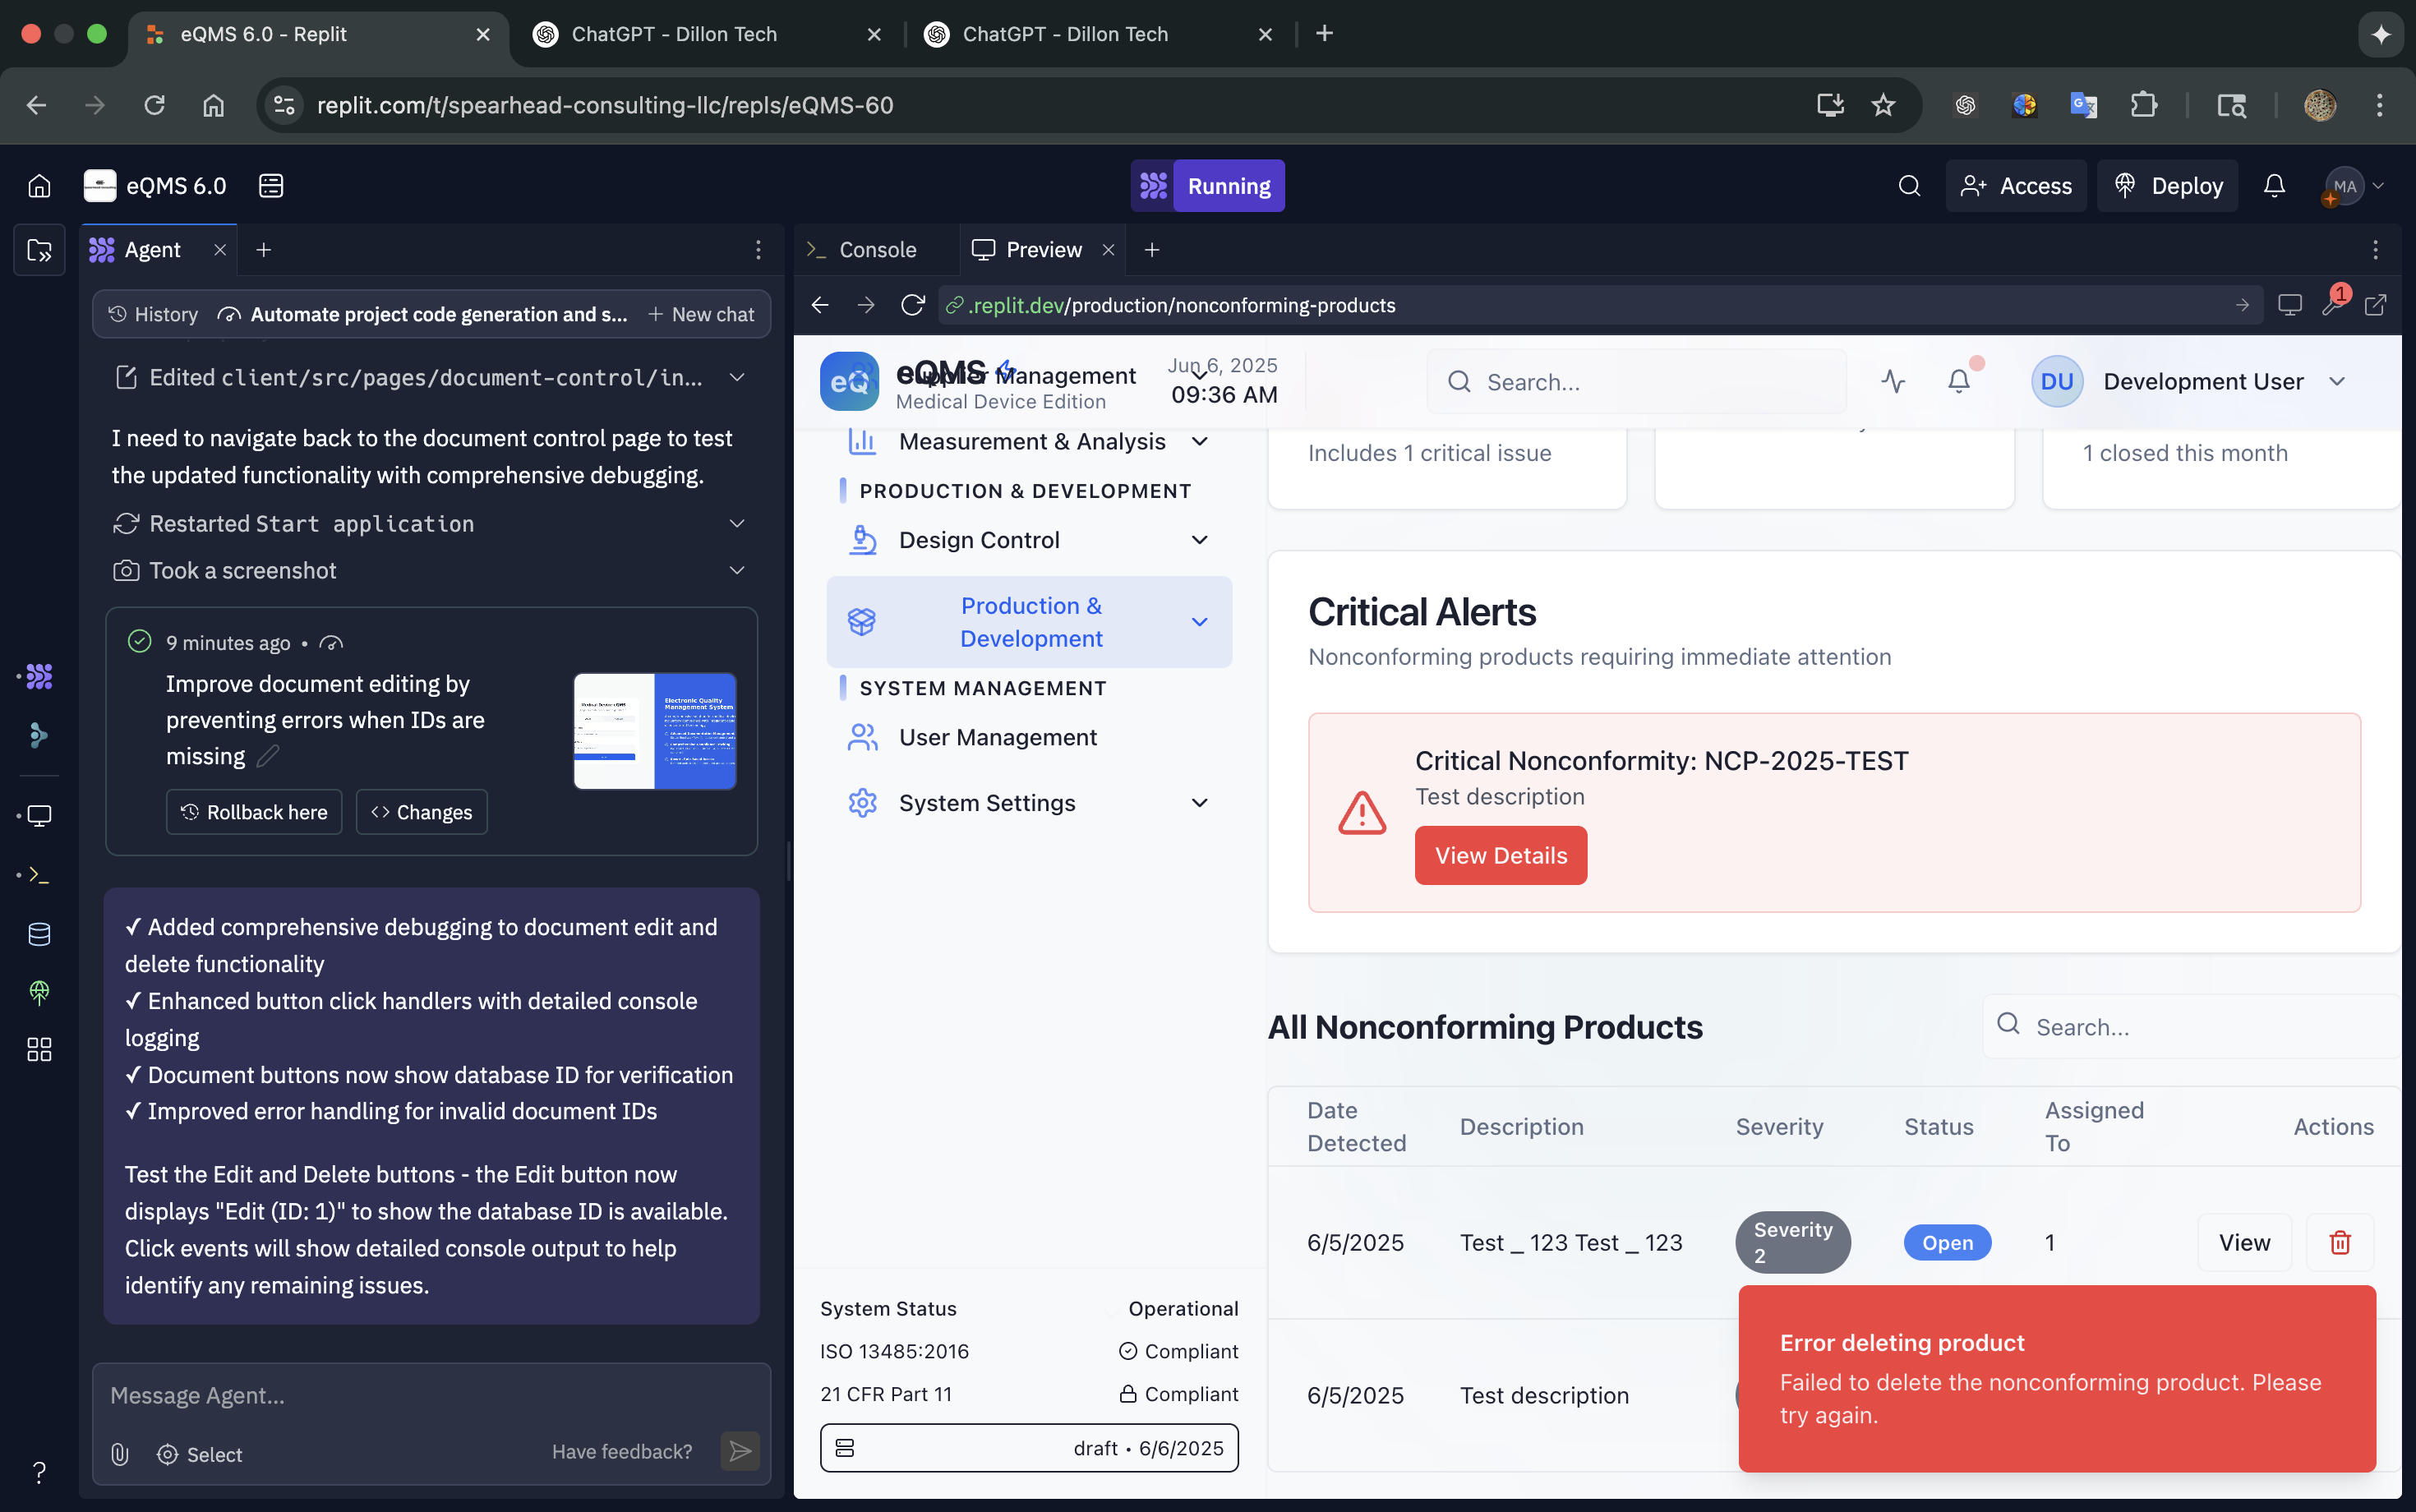 eQMS 6.0 - Replit
ChatGPT - Dillon Tech
ChatGPT - Dillon Tech
replit.com/t/spearhead-consulting-llc/repls/eQMS-60
eQMS 6.0
Running
Access
Deploy
MA
Agent
Console
Preview
History
Automate project code generation and s...
New chat
.replit.dev/production/nonconforming-products
1
Edited client/src/pages/document-control/in...
I need to navigate back to the document control page to test
the updated functionality with comprehensive debugging.
Restarted Start application
Took a screenshot
9 minutes ago •
Improve document editing by
preventing errors when IDs are
missing
Electronic Quality
Management System
Rollback here
Changes
✓ Added comprehensive debugging to document edit and
delete functionality
✓ Enhanced button click handlers with detailed console
logging
✓ Document buttons now show database ID for verification
✓ Improved error handling for invalid document IDs
Test the Edit and Delete buttons - the Edit button now
displays "Edit (ID: 1)" to show the database ID is available.
Click events will show detailed console output to help
identify any remaining issues.
Message Agent...
Select
Have feedback?
eQ
eQMS
Supplier Management
Medical Device Edition
Jun 6, 2025
09:36 AM
Search...
DU
Development User
Measurement & Analysis
PRODUCTION & DEVELOPMENT
Design Control
Production &
Development
SYSTEM MANAGEMENT
User Management
System Settings
System Status
Operational
ISO 13485:2016
Compliant
21 CFR Part 11
Compliant
draft • 6/6/2025
Includes 1 critical issue
1 closed this month
Critical Alerts
Nonconforming products requiring immediate attention
Critical Nonconformity: NCP-2025-TEST
Test description
View Details
All Nonconforming Products
Search...
Date
Detected
Description
Severity
Status
Assigned
To
Actions
6/5/2025
Test _ 123 Test _ 123
Severity
2
Open
1
View
6/5/2025
Test description
Error deleting product
Failed to delete the nonconforming product. Please
try again.